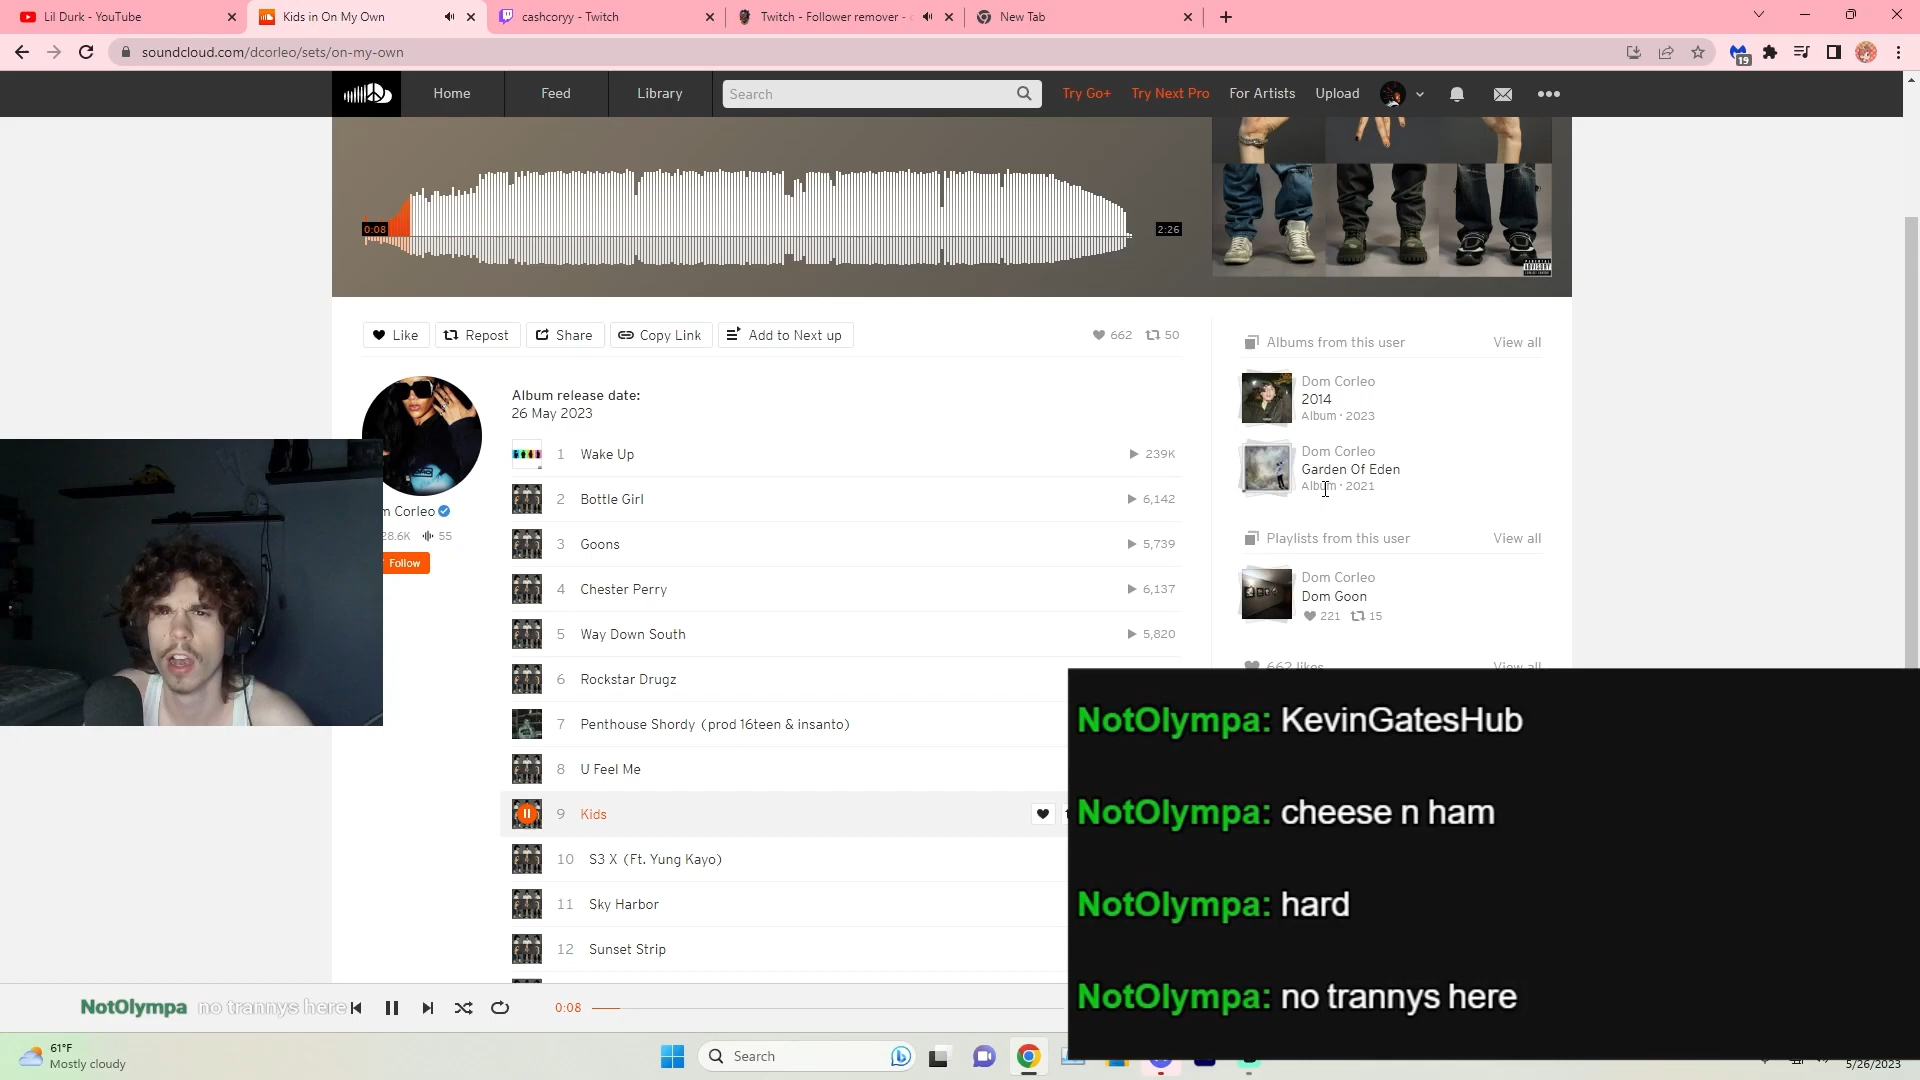 Lil Durk - YouTube
Kids in On My Own
cashcoryy - Twitch
Twitch - Follower remover -
New Tab
soundcloud.com/dcorleo/sets/on-my-own
19
Home
Feed
Library
Search
Try Go+
Try Next Pro
For Artists
Upload
0:08
2:26
Like
Repost
Share
Copy Link
Add to Next up
662
50
Albums from this user
View all
Dom Corleo
2014
Album · 2023
Dom Corleo
Garden Of Eden
Album · 2021
Playlists from this user
View all
Dom Corleo
Dom Goon
221
15
662 likes
View all
m Corleo
28.6K
55
Follow
Album release date:
26 May 2023
1 Wake Up 239K
2 Bottle Girl 6,142
3 Goons 5,739
4 Chester Perry 6,137
5 Way Down South 5,820
6 Rockstar Drugz
7 Penthouse Shordy (prod 16teen & insanto)
8 U Feel Me
9 Kids
10 S3 X (Ft. Yung Kayo)
11 Sky Harbor
12 Sunset Strip
NotOlympa: KevinGatesHub
NotOlympa: cheese n ham
NotOlympa: hard
NotOlympa: no trannys here
NotOlympa no trannys here
0:08
61°F
Mostly cloudy
Search
5/26/2023